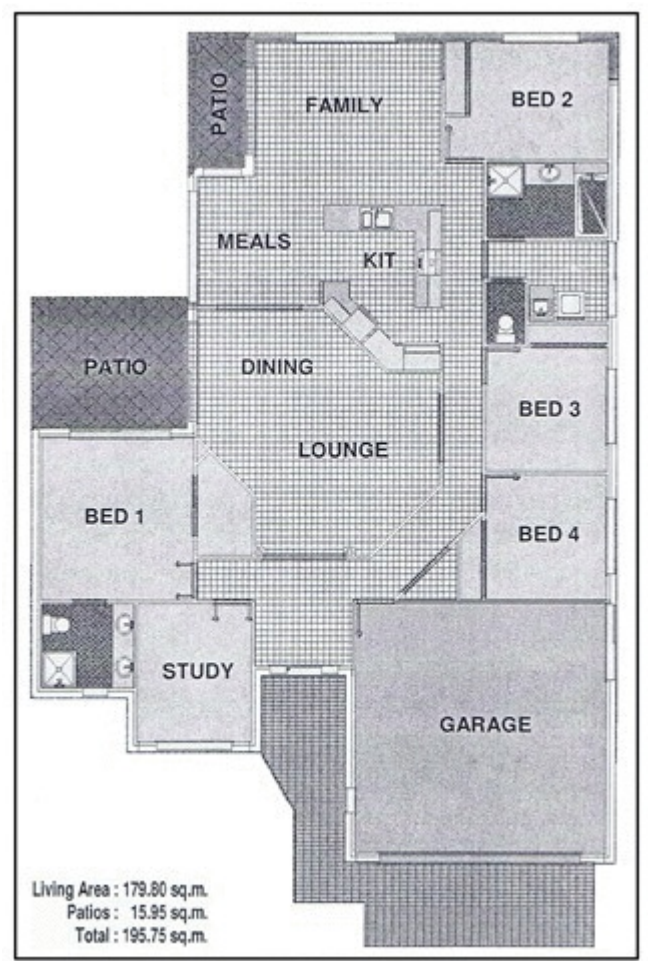 PATIO
FAMILY
BED 2
MEALS
KIT
PATIO
DINING
BED 3
LOUNGE
BED 1
BED 4
STUDY
GARAGE
Living Area : 179.80 sq.m.
Patios : 15.95 sq.m.
Total : 195.75 sq.m.